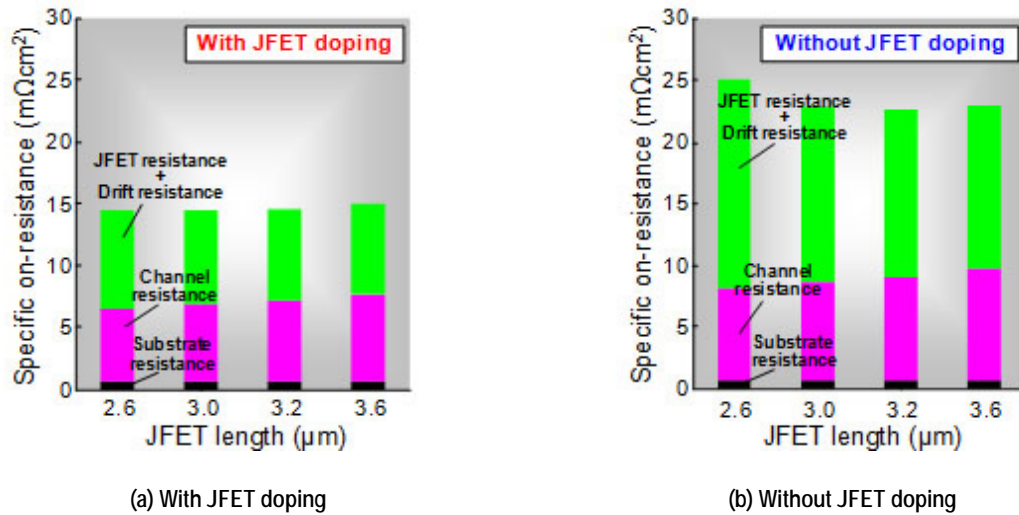 With JFET doping
Specific on-resistance (mΩcm2)
30
25
20
15
10
5
0
JFET resistance
+
Drift resistance
Channel
resistance
Substrate
resistance
2.6 3.0 3.2 3.6
JFET length (µm)
(a) With JFET doping
Without JFET doping
Specific on-resistance (mΩcm2)
30
25
20
15
10
5
0
JFET resistance
+
Drift resistance
Channel
resistance
Substrate
resistance
2.6 3.0 3.2 3.6
JFET length (µm)
(b) Without JFET doping